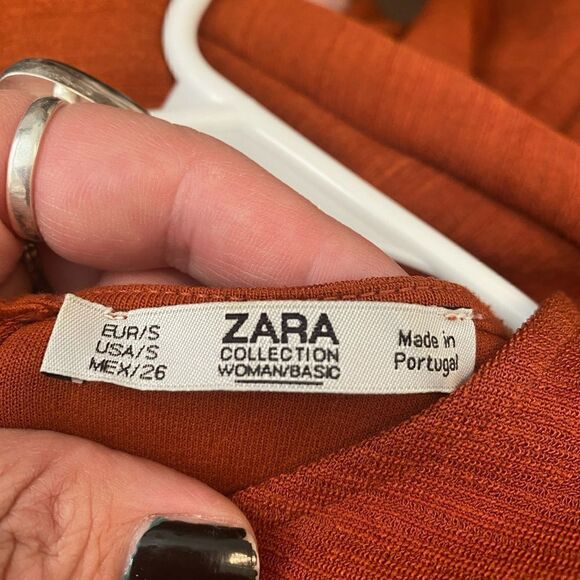 EUR/S
USA/S
MEX/26
ZARA
COLLECTION
WOMAN/BASIC
Made in
Portugal